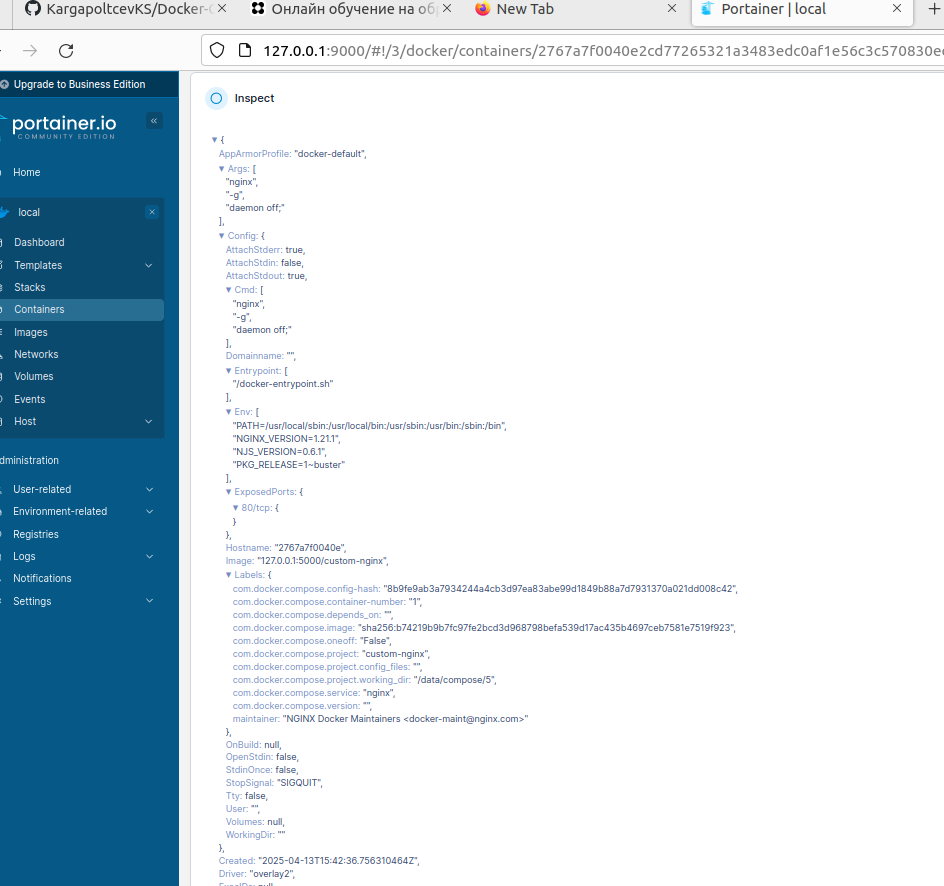 KargapoltcevKS/Docker-
Онлайн обучение на об
New Tab
Portainer | local
127.0.0.1:9000/#!/3/docker/containers/2767a7f0040e2cd77265321a3483edc0af1e56c3c570830e
Upgrade to Business Edition
portainer.io
COMMUNITY EDITION
Home
local
Dashboard
Templates
Stacks
Containers
Images
Networks
Volumes
Events
Host
dministration
User-related
Environment-related
Registries
Logs
Notifications
Settings
Inspect
{
AppArmorProfile: "docker-default",
Args: [
"nginx",
"-g",
"daemon off;"
],
Config: {
AttachStderr: true,
AttachStdin: false,
AttachStdout: true,
Cmd: [
"nginx",
"-g",
"daemon off;"
],
Domainname: "",
Entrypoint: [
"/docker-entrypoint.sh"
],
Env: [
"PATH=/usr/local/sbin:/usr/local/bin:/usr/sbin:/usr/bin:/sbin:/bin",
"NGINX_VERSION=1.21.1",
"NJS_VERSION=0.6.1",
"PKG_RELEASE=1~buster"
],
ExposedPorts: {
80/tcp: {
}
},
Hostname: "2767a7f0040e",
Image: "127.0.0.1:5000/custom-nginx",
Labels: {
com.docker.compose.config-hash: "8b9fe9ab3a7934244a4cb3d97ea83abe99d1849b88a7d7931370a021dd008c42",
com.docker.compose.container-number: "1",
com.docker.compose.depends_on: "",
com.docker.compose.image: "sha256:b74219b9b7fc97fe2bcd3d968798befa539d17ac435b4697ceb7581e7519f923",
com.docker.compose.oneoff: "False",
com.docker.compose.project: "custom-nginx",
com.docker.compose.project.config_files: "",
com.docker.compose.project.working_dir: "/data/compose/5",
com.docker.compose.service: "nginx",
com.docker.compose.version: "",
maintainer: "NGINX Docker Maintainers <docker-maint@nginx.com>"
},
OnBuild: null,
OpenStdin: false,
StdinOnce: false,
StopSignal: "SIGQUIT",
Tty: false,
User: "",
Volumes: null,
WorkingDir: ""
},
Created: "2025-04-13T15:42:36.756310464Z",
Driver: "overlay2",